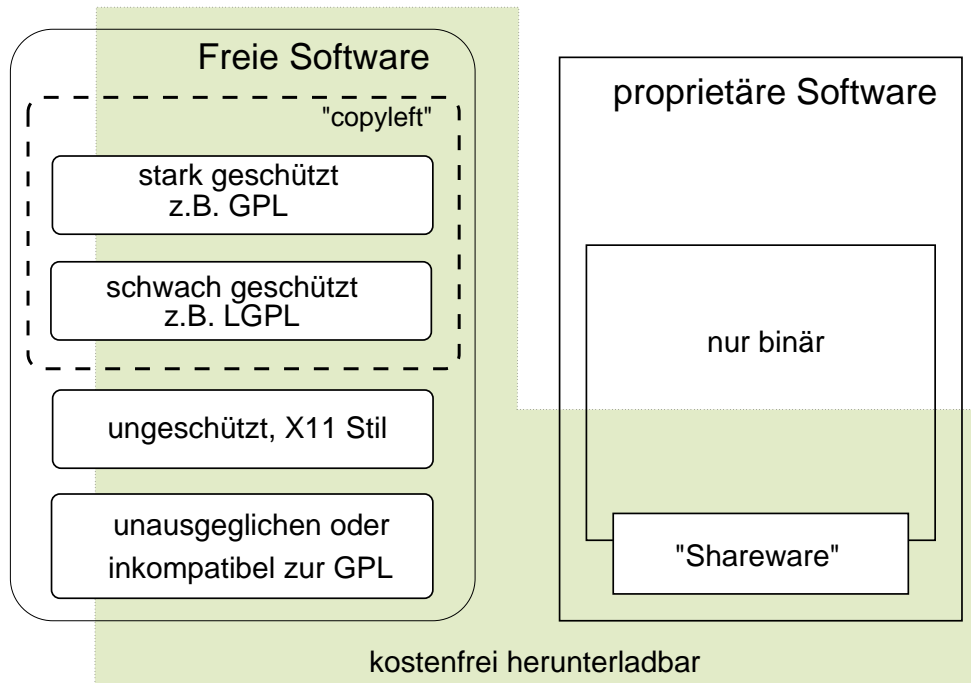 Freie Software
"copyleft"
stark geschützt
z.B. GPL
schwach geschützt
z.B. LGPL
ungeschützt, X11 Stil
unausgeglichen oder
inkompatibel zur GPL
proprietäre Software
nur binär
"Shareware"
kostenfrei herunterladbar